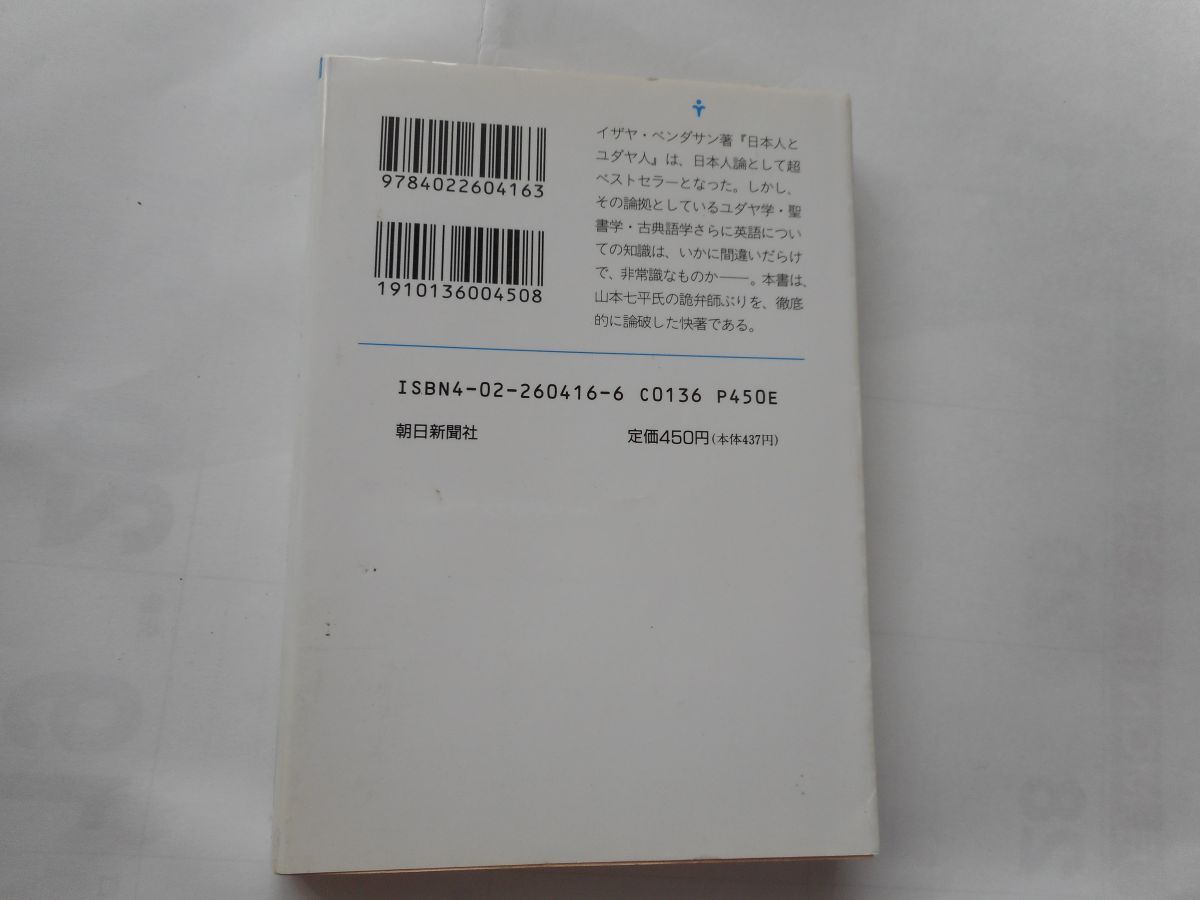 9784022604163
1910136004508
イザヤ・ベンダサン著『日本人と
ユダヤ人』は、日本人論として超
ベストセラーとなった。しかし、
その論拠としているユダヤ学・聖
書学・古典語学さらに英語につい
ての知識は、いかに間違いだらけ
で、非常識なものか――。本書は、
山本七平氏の詭弁師ぶりを、徹底
的に論破した快著である。
ISBN4-02-260416-6 C0136 P450E
朝日新聞社
定価450円(本体437円)